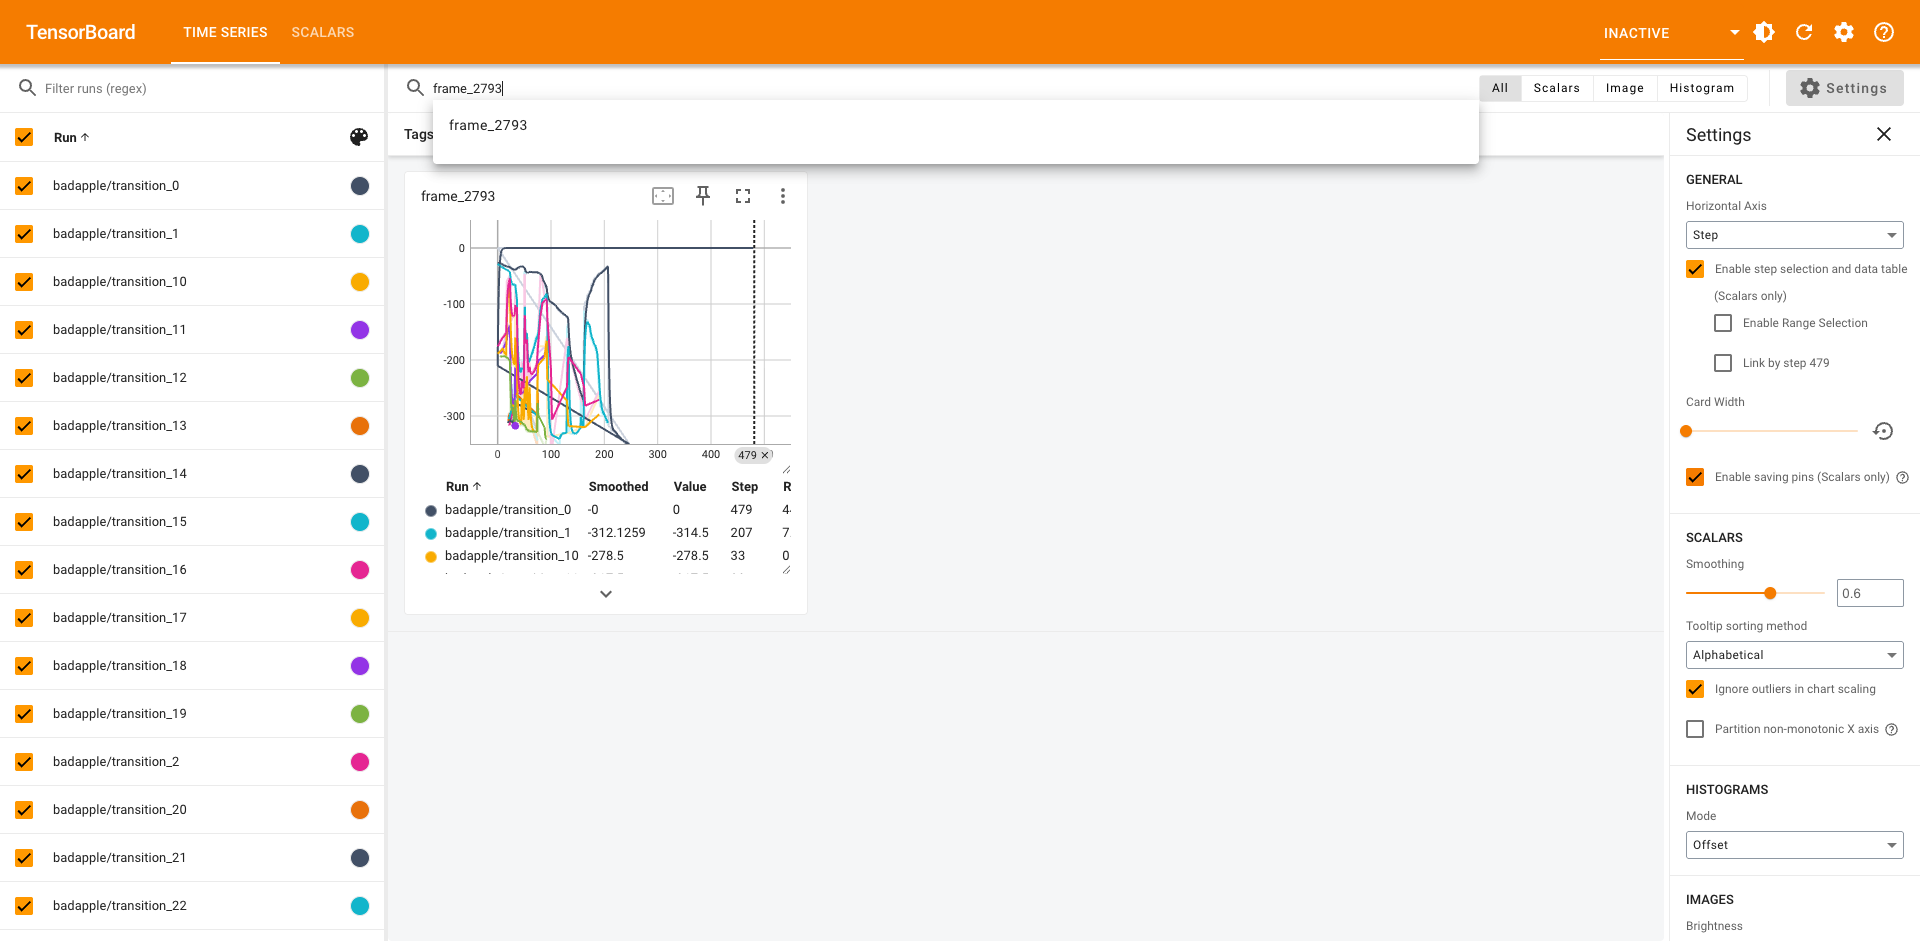 TensorBoard TIME SERIES SCALARS INACTIVE
Filter runs (regex)
frame_2793
All Scalars Image Histogram
Settings
frame_2793
Run
Tags
badapple/transition_0
badapple/transition_1
badapple/transition_10
badapple/transition_11
badapple/transition_12
badapple/transition_13
badapple/transition_14
badapple/transition_15
badapple/transition_16
badapple/transition_17
badapple/transition_18
badapple/transition_19
badapple/transition_2
badapple/transition_20
badapple/transition_21
badapple/transition_22
frame_2793
0
-100
-200
-300
0 100 200 300 400 479
Run Smoothed Value Step R
badapple/transition_0 -0 0 479 4
badapple/transition_1 -312.1259 -314.5 207 7
badapple/transition_10 -278.5 -278.5 33 0
Settings
GENERAL
Horizontal Axis
Step
Enable step selection and data table
(Scalars only)
Enable Range Selection
Link by step 479
Card Width
Enable saving pins (Scalars only)
SCALARS
Smoothing
0.6
Tooltip sorting method
Alphabetical
Ignore outliers in chart scaling
Partition non-monotonic X axis
HISTOGRAMS
Mode
Offset
IMAGES
Brightness